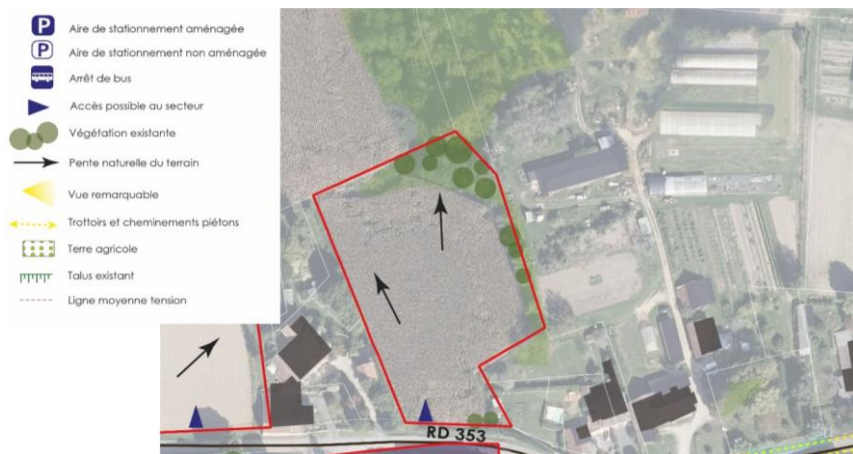 P Aire de stationnement aménagée
P Aire de stationnement non aménagée
Arrêt de bus
Accès possible au secteur
Végétation existante
Pente naturelle du terrain
Vue remarquable
Trottoirs et cheminements piétons
Terre agricole
Talus existant
Ligne moyenne tension
RD 353